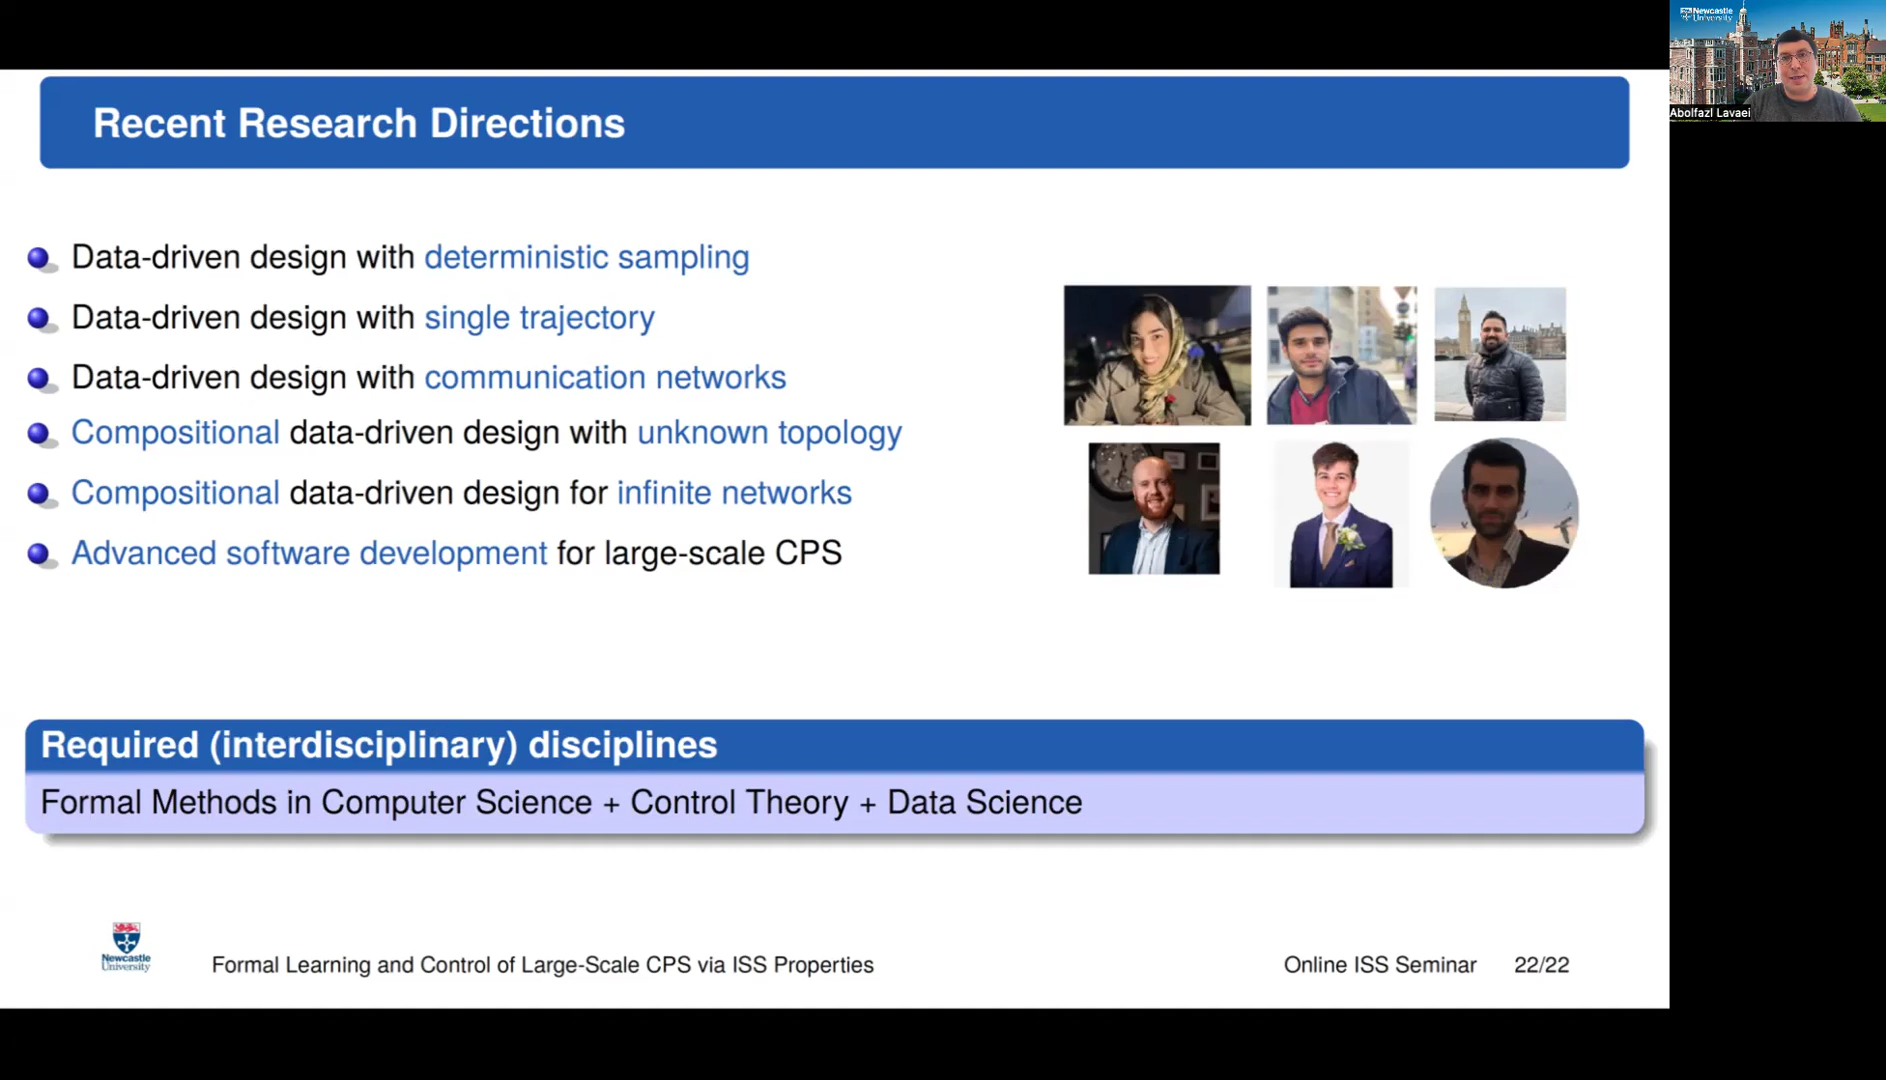 Recent Research Directions
Data-driven design with deterministic sampling
Data-driven design with single trajectory
Data-driven design with communication networks
Compositional data-driven design with unknown topology
Compositional data-driven design for infinite networks
Advanced software development for large-scale CPS
Required (interdisciplinary) disciplines
Formal Methods in Computer Science + Control Theory + Data Science
Newcastle
University
Formal Learning and Control of Large-Scale CPS via ISS Properties
Online ISS Seminar
22/22
Newcastle
University
Abolfazl Lavaei